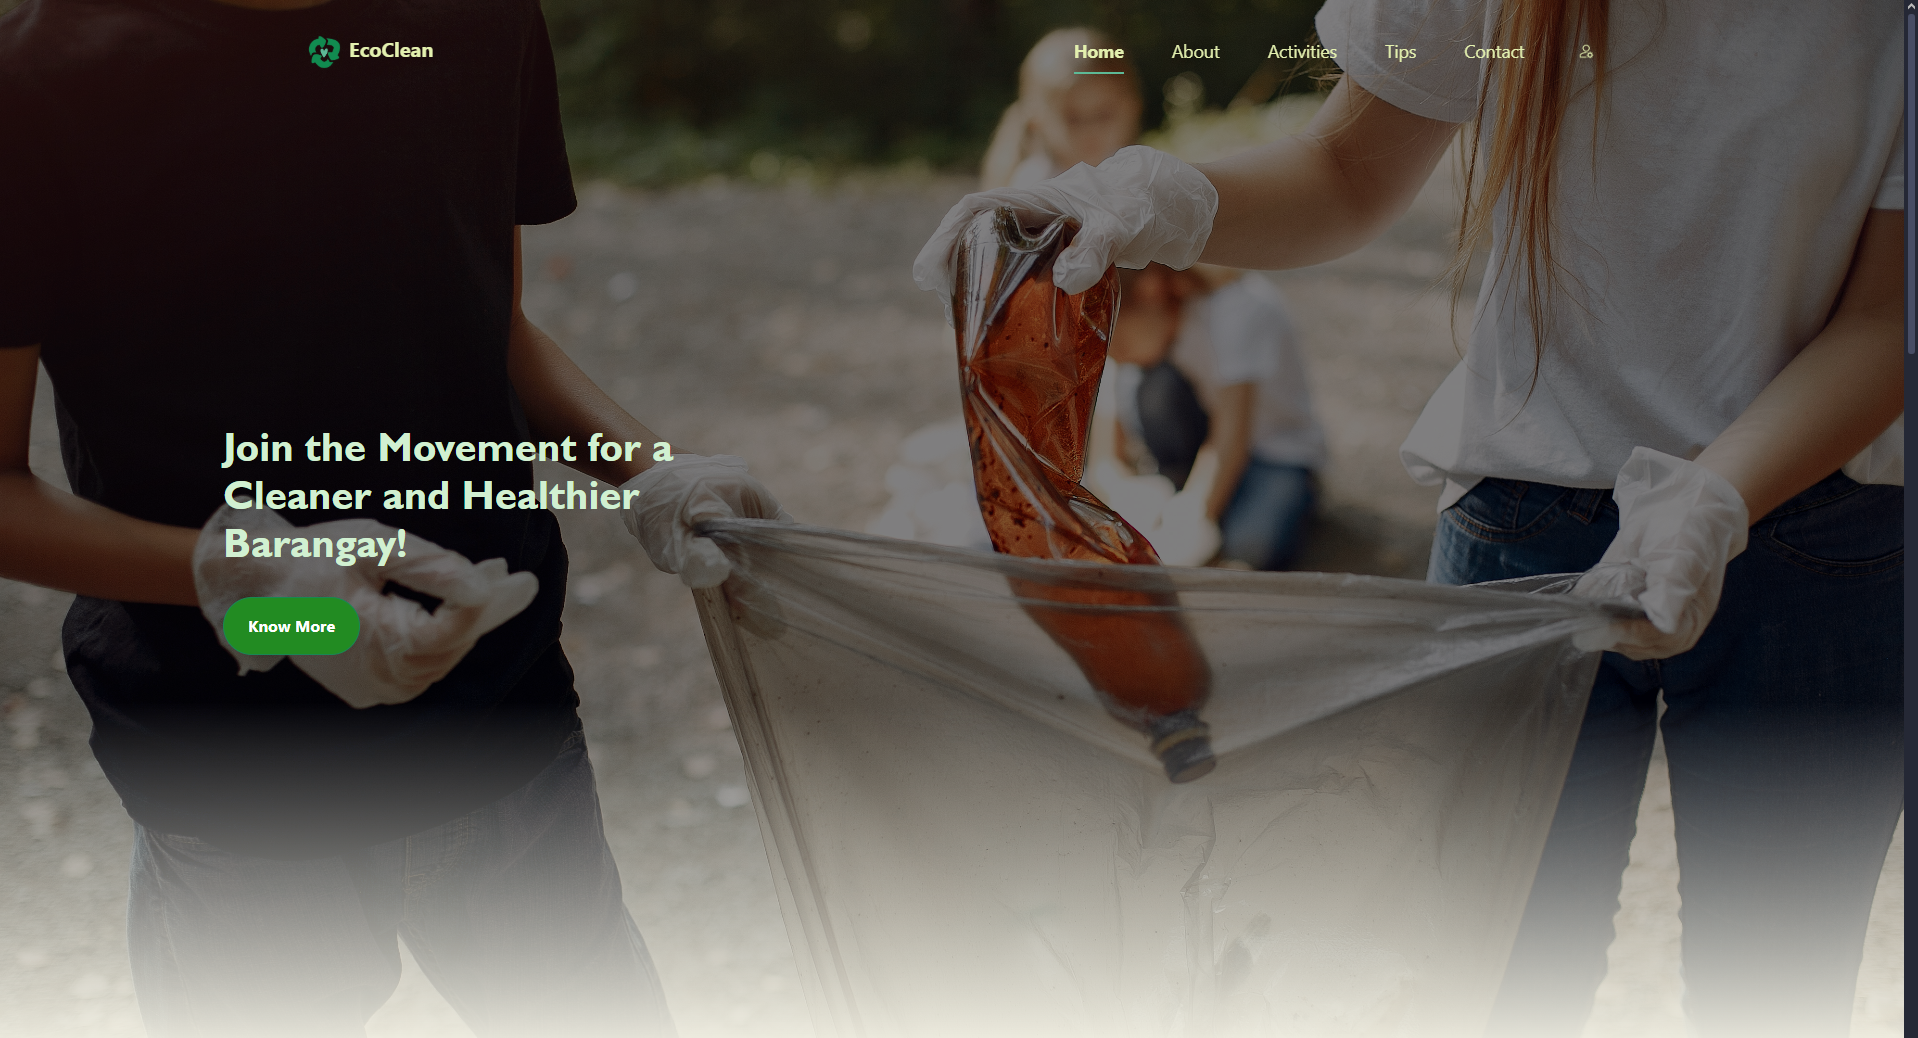 EcoClean
Home
About
Activities
Tips
Contact
Join the Movement for a
Cleaner and Healthier
Barangay!
Know More